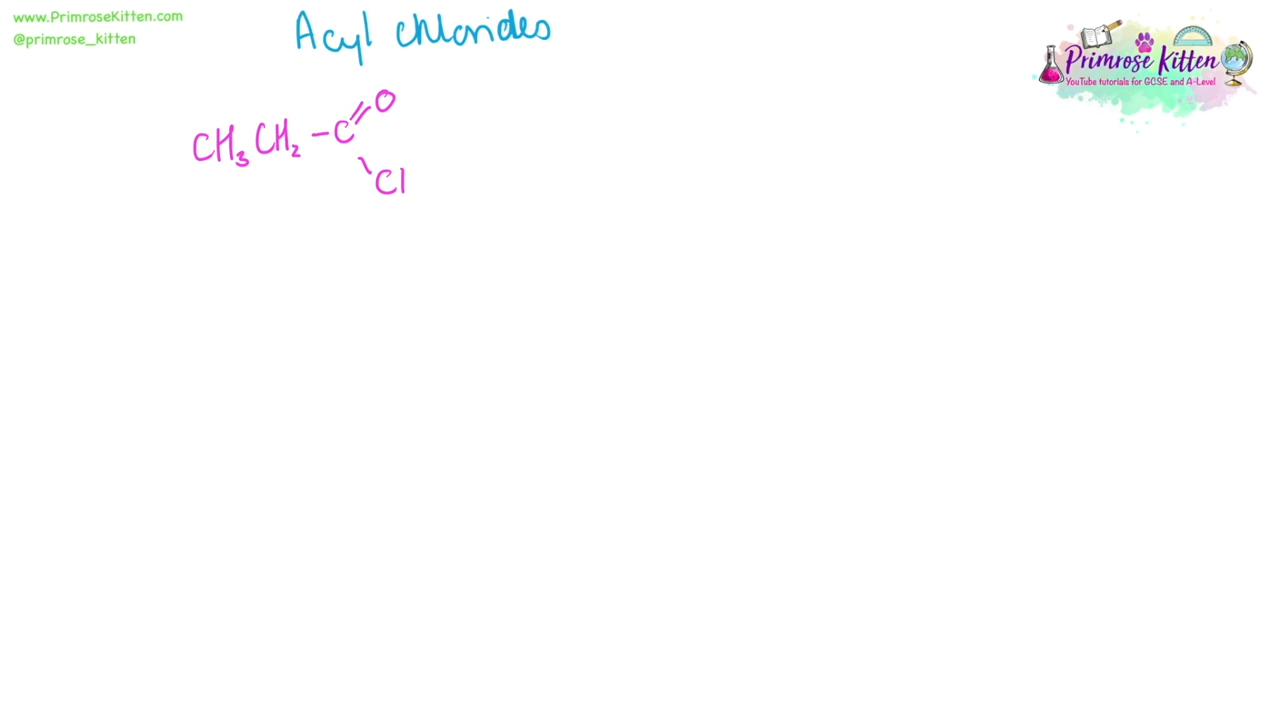 www.PrimroseKitten.com
@primrose_kitten
Acyl chlorides
Primrose Kitten
YouTube tutorials for GCSE and A-Level
CH₃CH₂-C=O
Cl